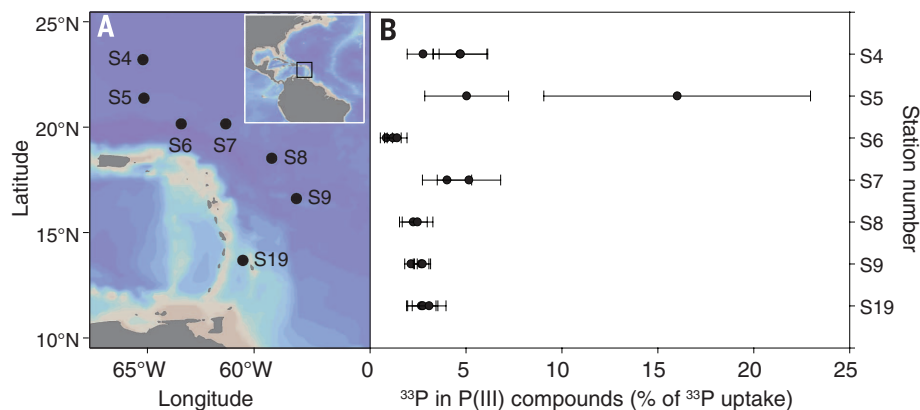 A
B
25°N
20°N
15°N
10°N
Latitude
S4
S5
S6
S7
S8
S9
S19
65°W
60°W
Longitude
S4
S5
S6
S7
S8
S9
S19
Station number
0
5
10
15
20
25
³³P in P(III) compounds (% of ³³P uptake)